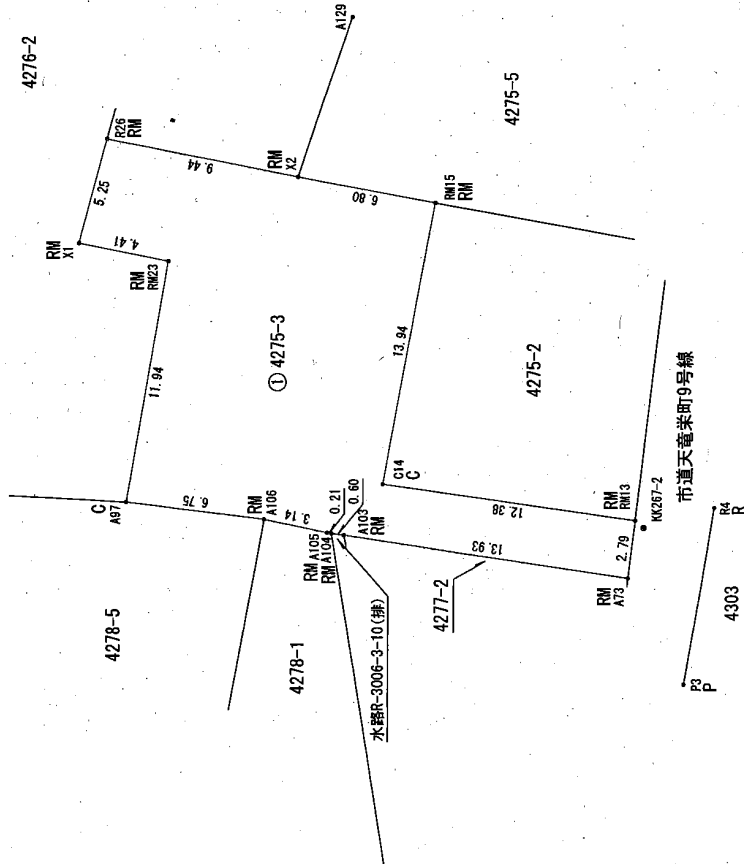 4276-2
A129
R26
RM
5.25
RM
X1
4.41
RM
RM23
9.44
RM
X2
6.80
RM15
RM
4275-5
11.94
① 4275-3
13.94
C
A97
6.75
RM
A106
3.14
0.21
0.60
RM A105
RM A104
A103
RM
C14
C
4275-2
12.38
13.93
4278-5
4278-1
水路R-3006-3-10(排)
4277-2
RM
RM13
KK267-2
2.79
RM
A73
市道天竜栄町9号線
R4
R
P3
P
4303